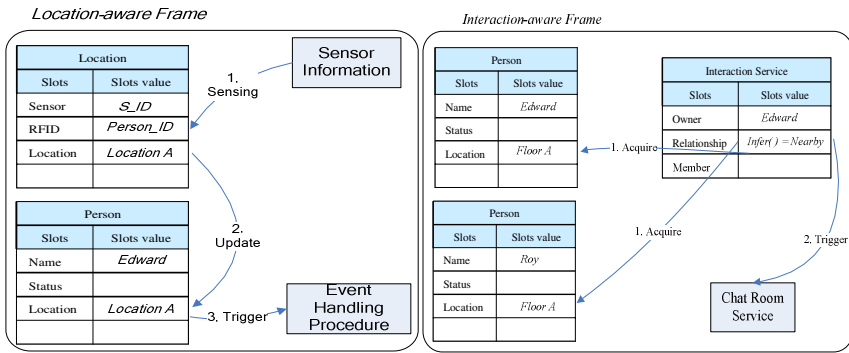 Location-aware Frame
Location
Slots Slots value
Sensor S_ID
RFID Person_ID
Location Location A
1.
Sensing
Sensor
Information
Person
Slots Slots value
Name Edward
Status
Location Location A
2.
Update
3. Trigger
Event
Handling
Procedure
Interaction-aware Frame
Person
Slots Slots value
Name Edward
Status
Location Floor A
1. Acquire
Interaction Service
Slots Slots value
Owner Edward
Relationship Infer( ) = Nearby
Member
Person
Slots Slots value
Name Roy
Status
Location Floor A
1. Acquire
2. Trigger
Chat Room
Service